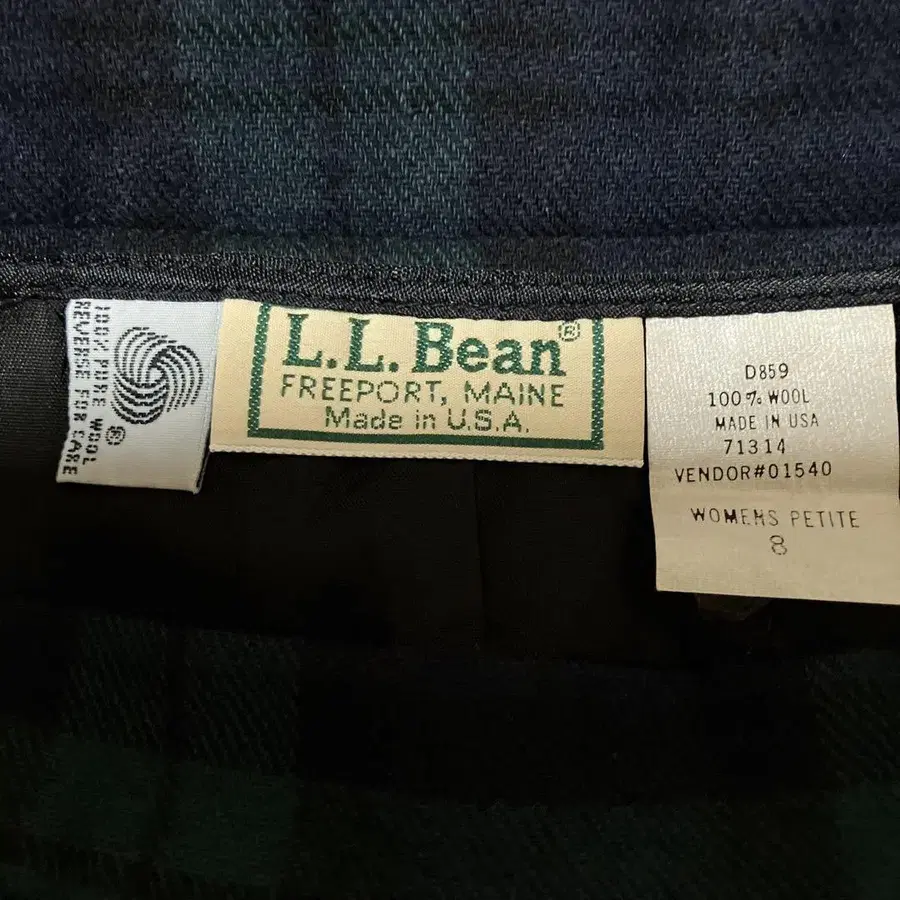 100% PURE WOOL
®
REVERSE FOR CARE
L.L. Bean®
FREEPORT, MAINE
Made in U.S.A.
D859
100% WOOL
MADE IN USA
71314
VENDOR#01540
WOMENS PETITE
8